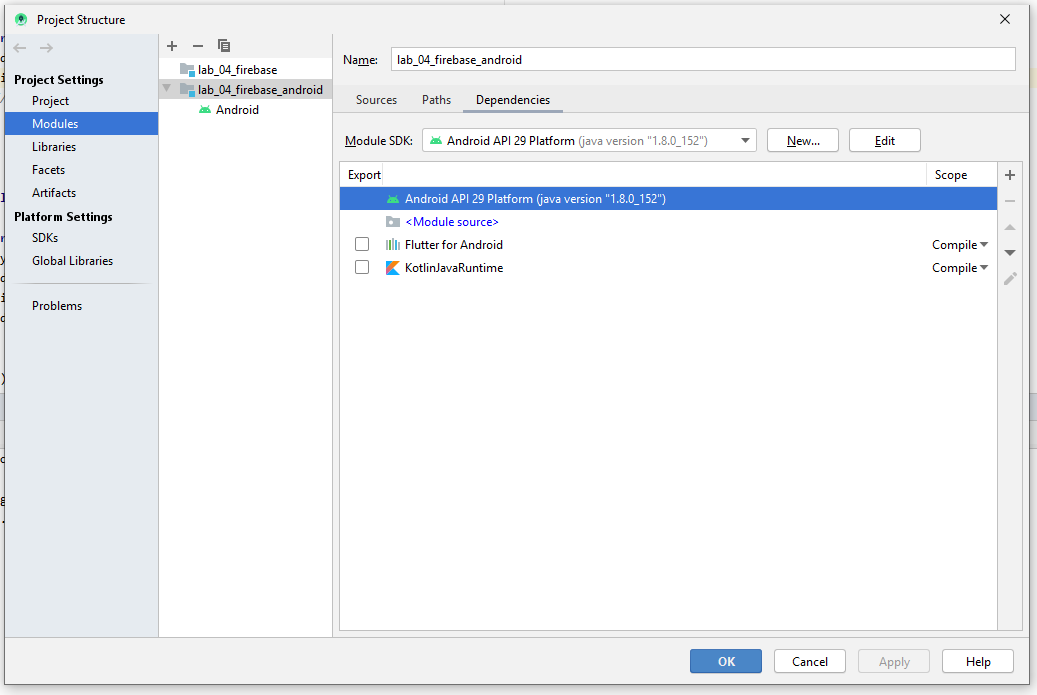 Project Structure
Project Settings
Project
Modules
Libraries
Facets
Artifacts
Platform Settings
SDKs
Global Libraries
Problems
lab_04_firebase
lab_04_firebase_android
Android
Name: lab_04_firebase_android
Sources Paths Dependencies
Module SDK: Android API 29 Platform (java version "1.8.0_152") New... Edit
Export Scope
Android API 29 Platform (java version "1.8.0_152")
<Module source>
Flutter for Android Compile
KotlinJavaRuntime Compile
OK Cancel Apply Help